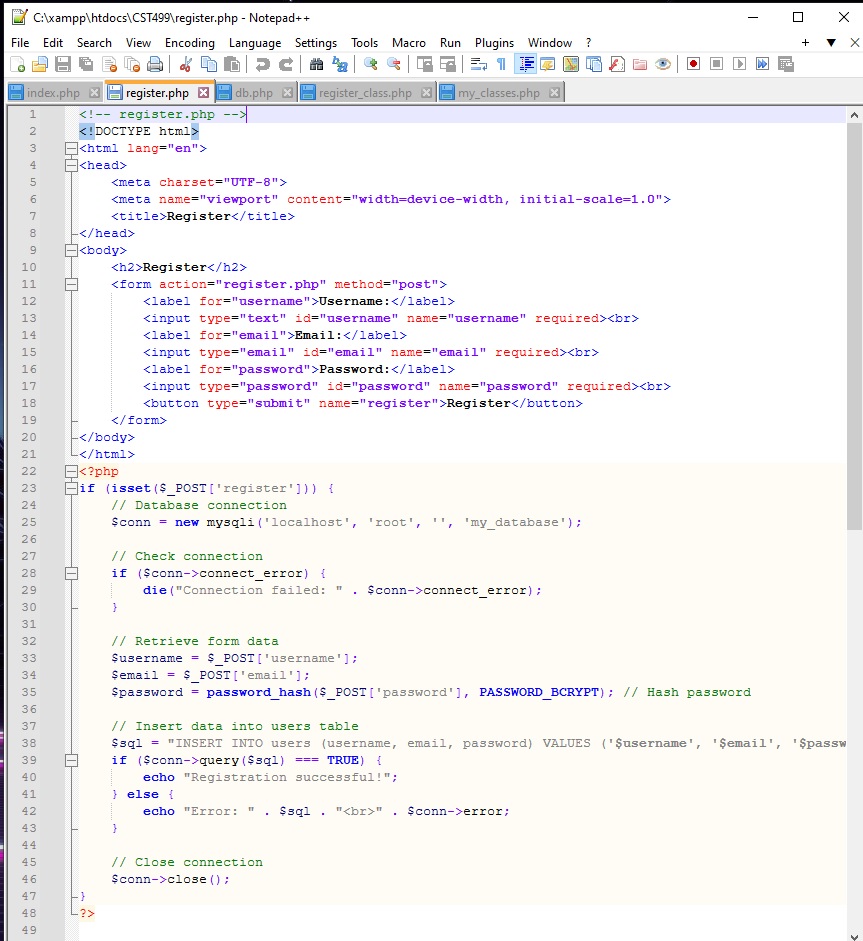 C:\xampp\htdocs\CST499\register.php - Notepad++
File Edit Search View Encoding Language Settings Tools Macro Run Plugins Window ?
index.php register.php db.php register_class.php my_classes.php
1 <!-- register.php -->
2 <!DOCTYPE html>
3 <html lang="en">
4 <head>
5 <meta charset="UTF-8">
6 <meta name="viewport" content="width=device-width, initial-scale=1.0">
7 <title>Register</title>
8 </head>
9 <body>
10 <h2>Register</h2>
11 <form action="register.php" method="post">
12 <label for="username">Username:</label>
13 <input type="text" id="username" name="username" required><br>
14 <label for="email">Email:</label>
15 <input type="email" id="email" name="email" required><br>
16 <label for="password">Password:</label>
17 <input type="password" id="password" name="password" required><br>
18 <button type="submit" name="register">Register</button>
19 </form>
20 </body>
21 </html>
22 <?php
23 if (isset($_POST['register'])) {
24 // Database connection
25 $conn = new mysqli('localhost', 'root', '', 'my_database');
26
27 // Check connection
28 if ($conn->connect_error) {
29 die("Connection failed: " . $conn->connect_error);
30 }
31
32 // Retrieve form data
33 $username = $_POST['username'];
34 $email = $_POST['email'];
35 $password = password_hash($_POST['password'], PASSWORD_BCRYPT); // Hash password
36
37 // Insert data into users table
38 $sql = "INSERT INTO users (username, email, password) VALUES ('$username', '$email', '$passw
39 if ($conn->query($sql) === TRUE) {
40 echo "Registration successful!";
41 } else {
42 echo "Error: " . $sql . "<br>" . $conn->error;
43 }
44
45 // Close connection
46 $conn->close();
47 }
48 ?>
49